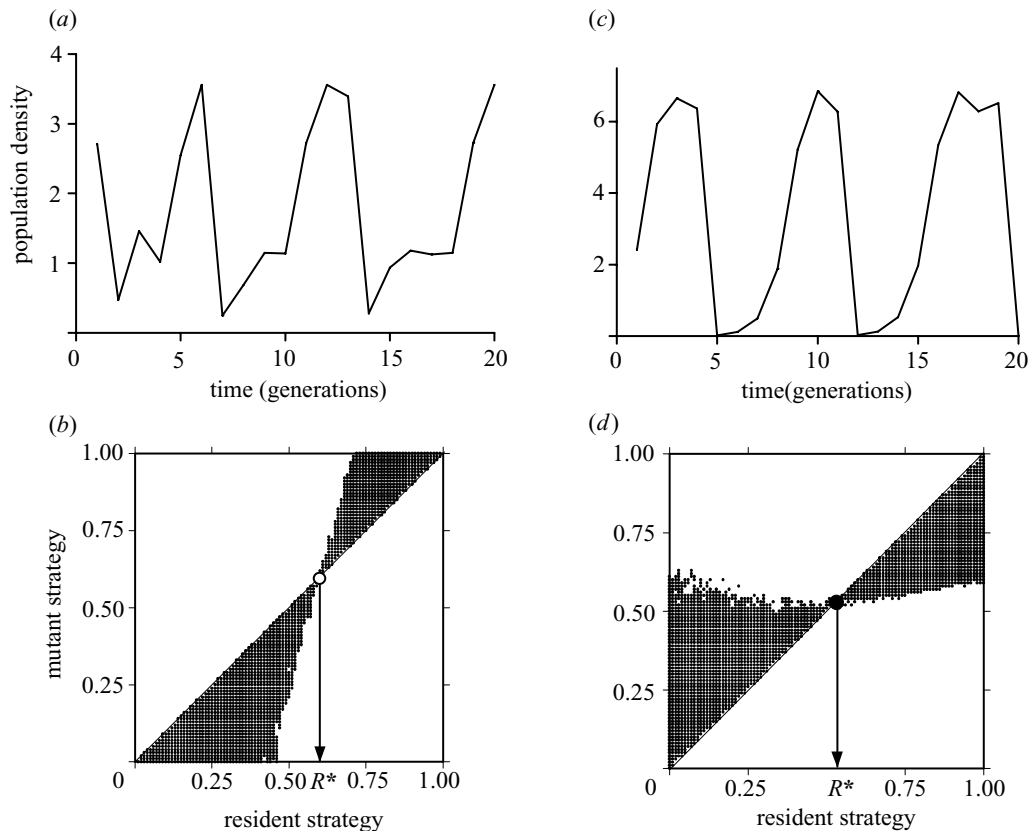 (a)
4
3
2
1
0
5
10
15
20
population density
time (generations)
(c)
6
4
2
0
5
10
15
20
time(generations)
(b)
1.00
0.75
0.50
0.25
0
0.25
0.50
R*
0.75
1.00
mutant strategy
resident strategy
(d)
1.00
0.75
0.50
0.25
0
0.25
R*
0.75
1.00
resident strategy